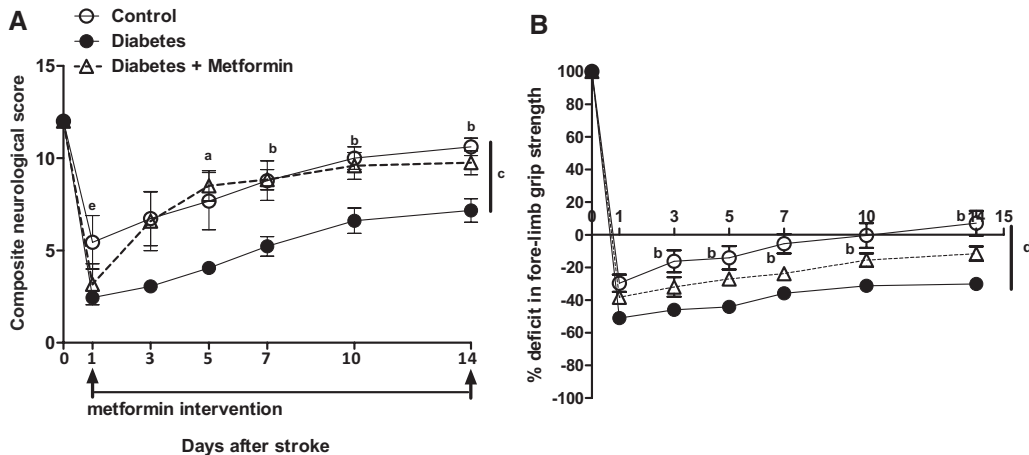 A
Control
Diabetes
Diabetes + Metformin
15
10
5
0
Composite neurological score
e
a
b
b
b
c
0 1 3 5 7 10 14
metformin intervention
Days after stroke
B
100
80
60
40
20
0
-20
-40
-60
-80
-100
% deficit in fore-limb grip strength
0 1 3 5 7 10 14 15
b
b
b
b
b
d